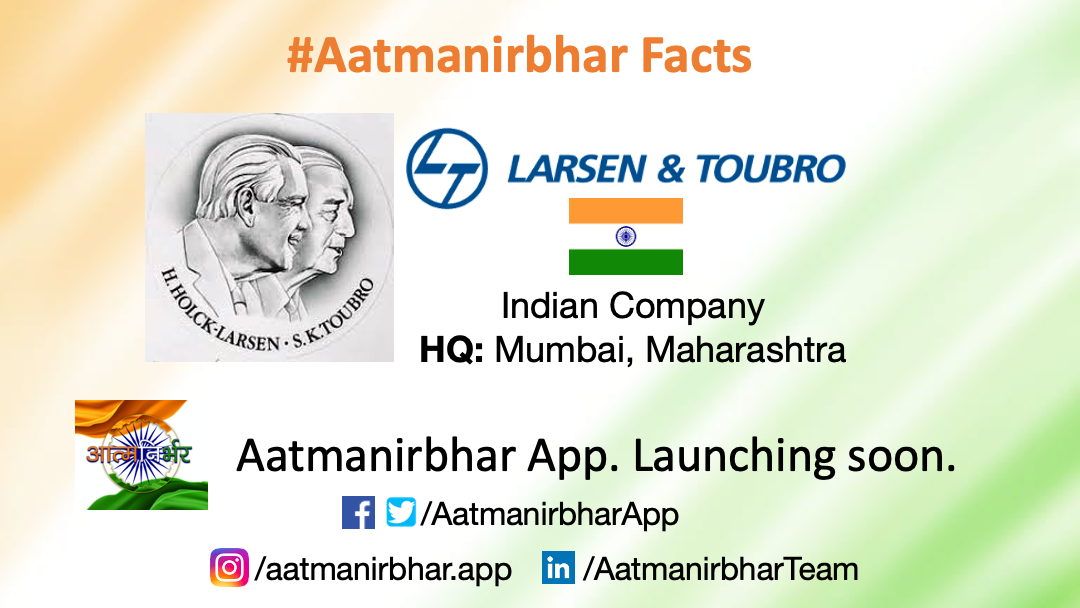 #Aatmanirbhar Facts
H. HOLCK-LARSEN · S.K.TOUBRO
LT LARSEN & TOUBRO
Indian Company
HQ: Mumbai, Maharashtra
आत्मनिर्भर
Aatmanirbhar App. Launching soon.
/AatmanirbharApp
/aatmanirbhar.app /AatmanirbharTeam